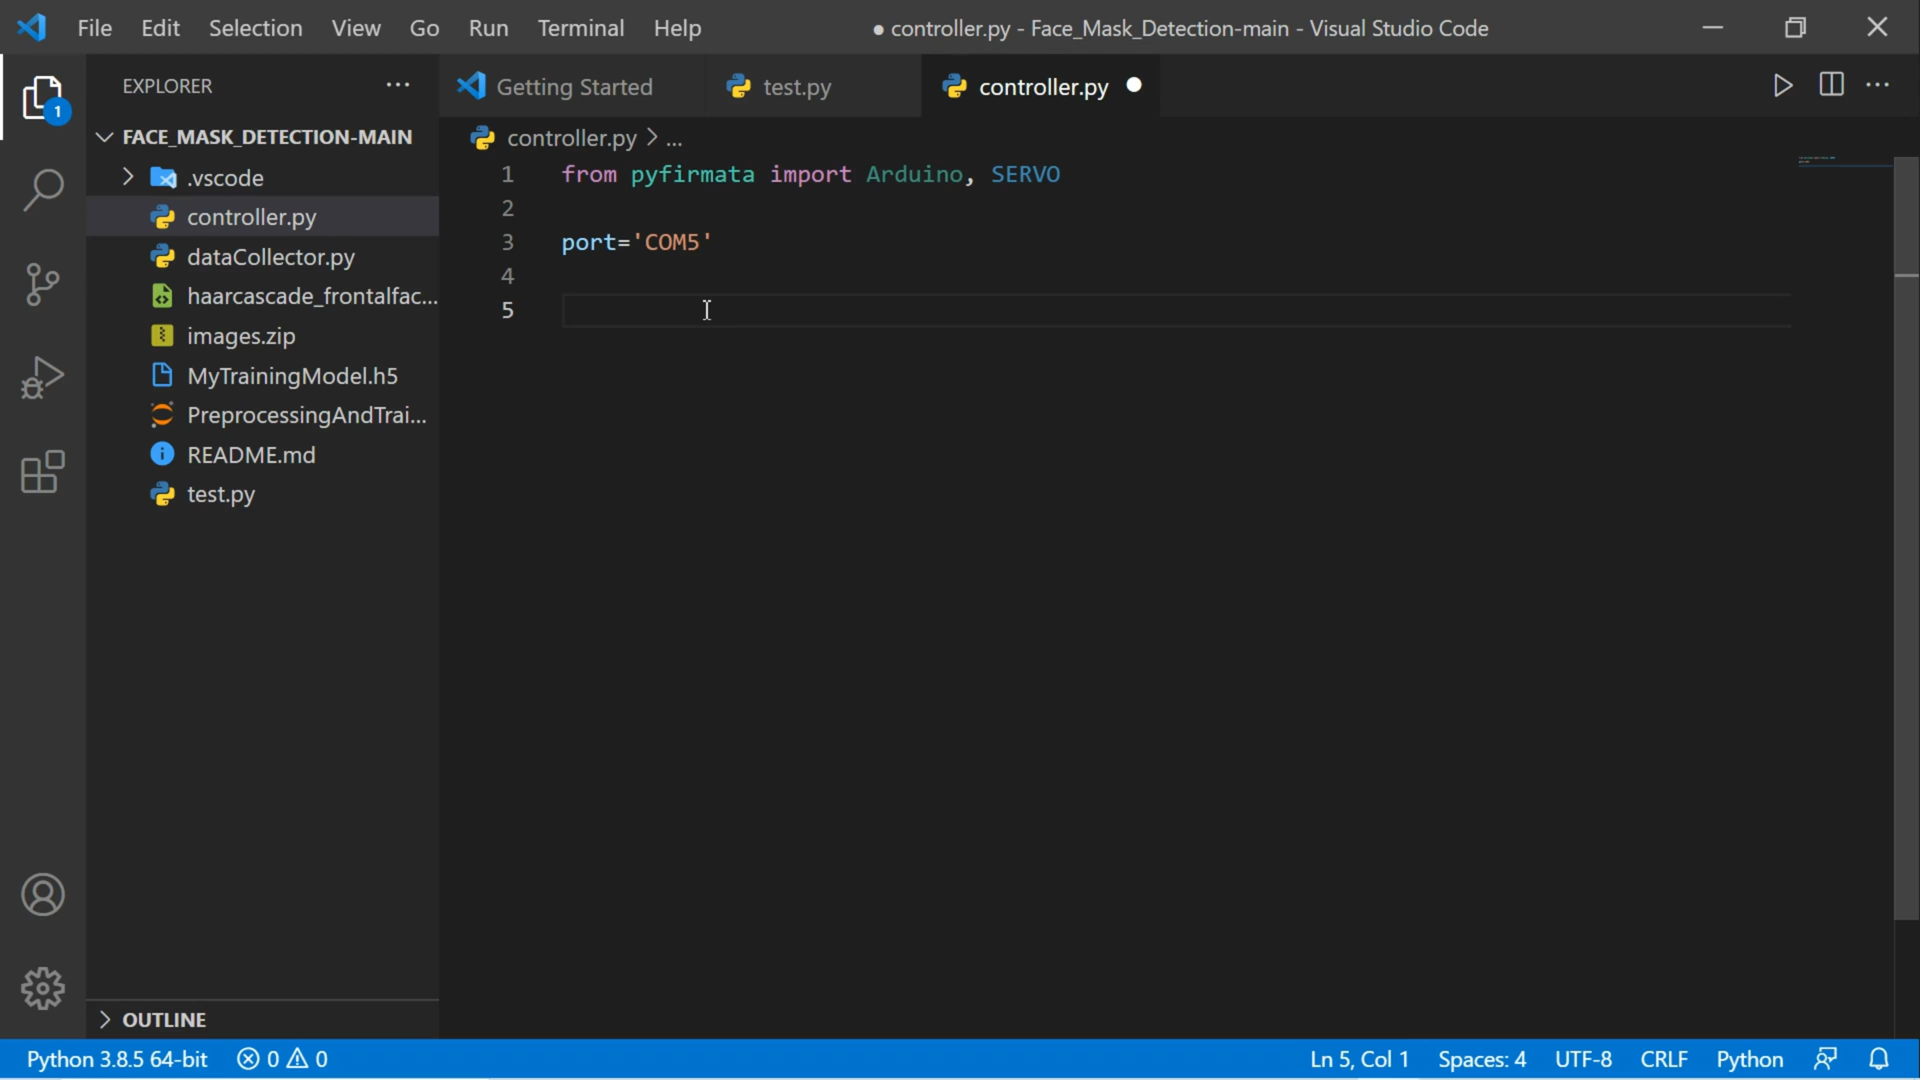 File Edit Selection View Go Run Terminal Help
● controller.py - Face_Mask_Detection-main - Visual Studio Code
1
EXPLORER
Getting Started
test.py
controller.py
FACE_MASK_DETECTION-MAIN
controller.py > ...
.vscode
controller.py
dataCollector.py
haarcascade_frontalfac...
images.zip
MyTrainingModel.h5
PreprocessingAndTrai...
README.md
test.py
OUTLINE
1 from pyfirmata import Arduino, SERVO
2
3 port='COM5'
4
5
Python 3.8.5 64-bit 0 0
Ln 5, Col 1 Spaces: 4 UTF-8 CRLF Python